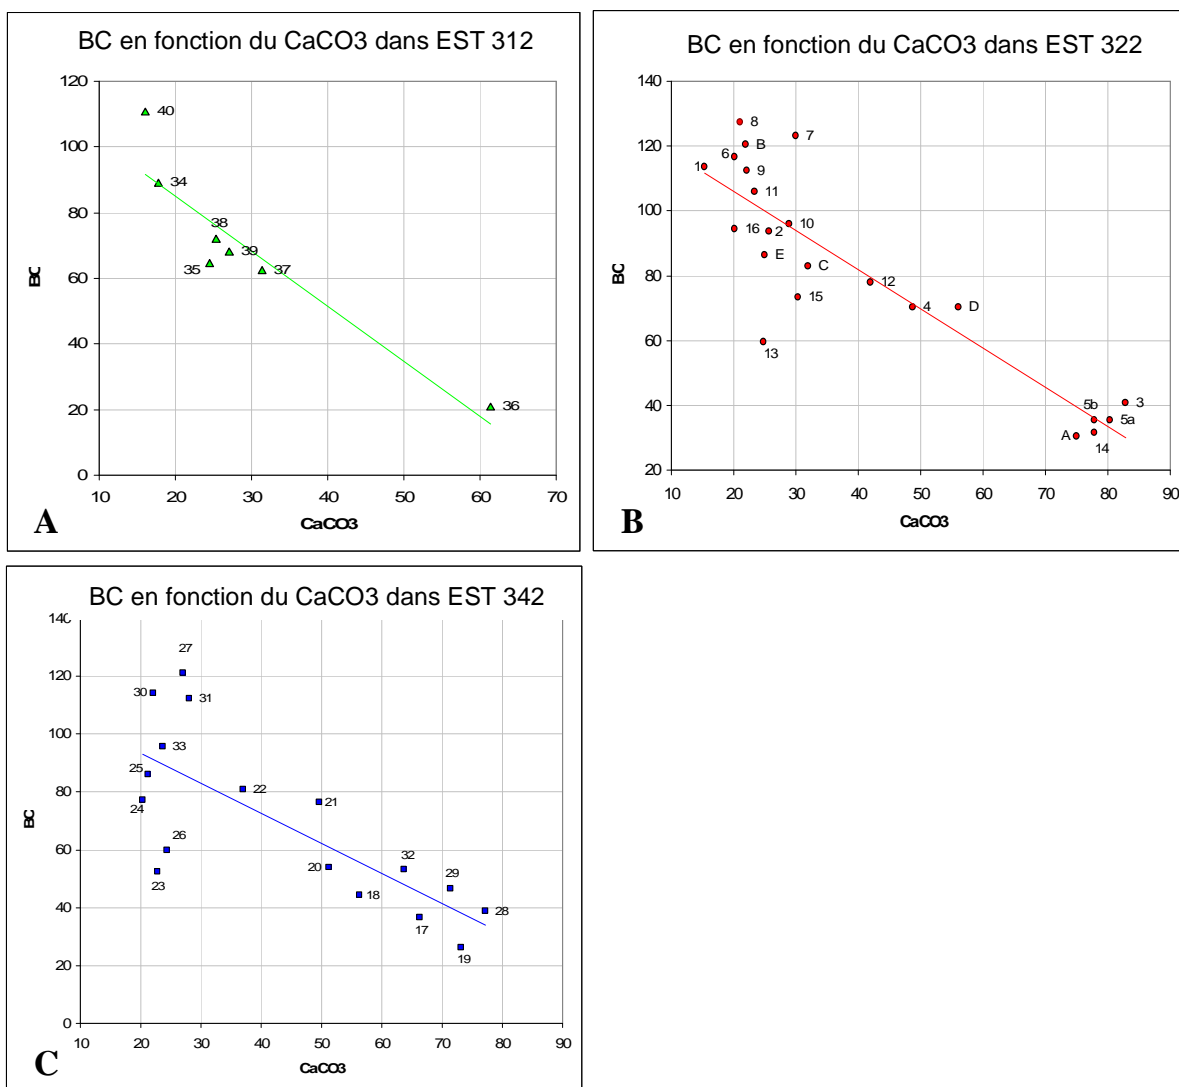 BC en fonction du CaCO3 dans EST 312
120
100
80
60
40
20
0
BC
40
34
38
39
35
37
36
10 20 30 40 50 60 70
CaCO3
A
BC en fonction du CaCO3 dans EST 322
140
120
100
80
60
40
20
BC
8
7
B
6
1
9
11
16
2
10
E
C
15
12
4
D
13
5b
3
5a
A
14
10 20 30 40 50 60 70 80 90
CaCO3
B
BC en fonction du CaCO3 dans EST 342
140
120
100
80
60
40
20
0
BC
27
30
31
33
25
24
22
21
26
23
20
32
29
18
28
17
19
0 10 20 30 40 50 60 70 80 90
CaCO3
C